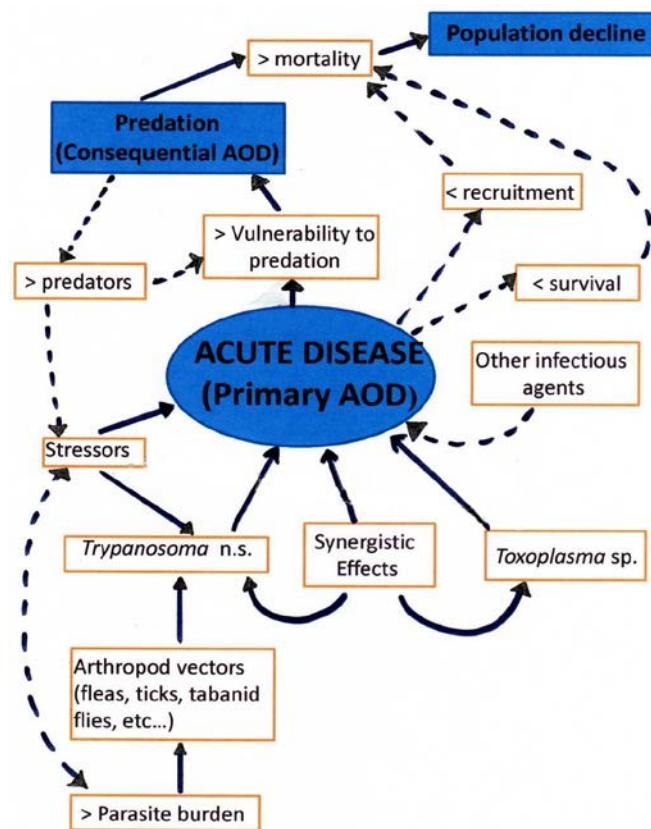 Population decline
> mortality
Predation
(Consequential AOD)
< recruitment
> Vulnerability to
predation
> predators
< survival
ACUTE DISEASE
(Primary AOD)
Other infectious
agents
Stressors
Trypanosoma n.s.
Synergistic
Effects
Toxoplasma sp.
Arthropod vectors
(fleas, ticks, tabanid
flies, etc...)
> Parasite burden